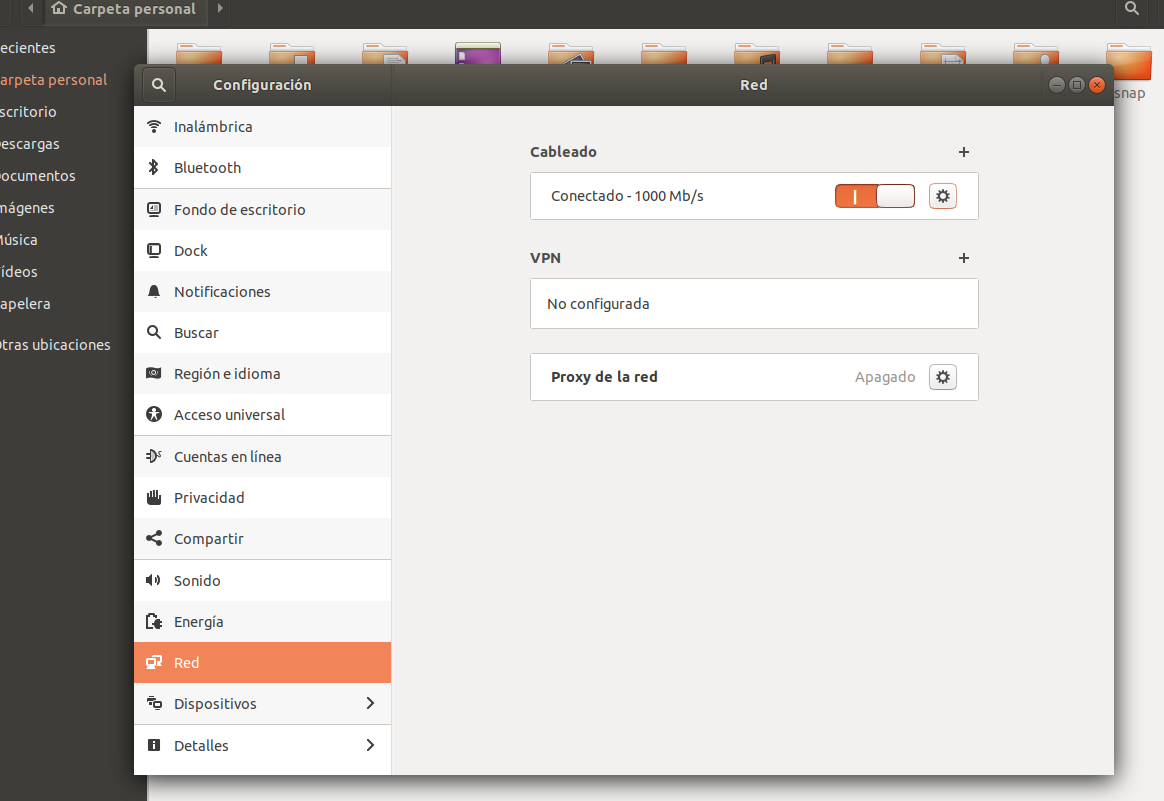 Carpeta personal
ecientes
arpeta personal
scritorio
escargas
ocumentos
mágenes
úsica
ídeos
apelera
tras ubicaciones
snap
Configuración
Red
Inalámbrica
Bluetooth
Fondo de escritorio
Dock
Notificaciones
Buscar
Región e idioma
Acceso universal
Cuentas en línea
Privacidad
Compartir
Sonido
Energía
Red
Dispositivos
Detalles
Cableado
Conectado - 1000 Mb/s
VPN
No configurada
Proxy de la red Apagado